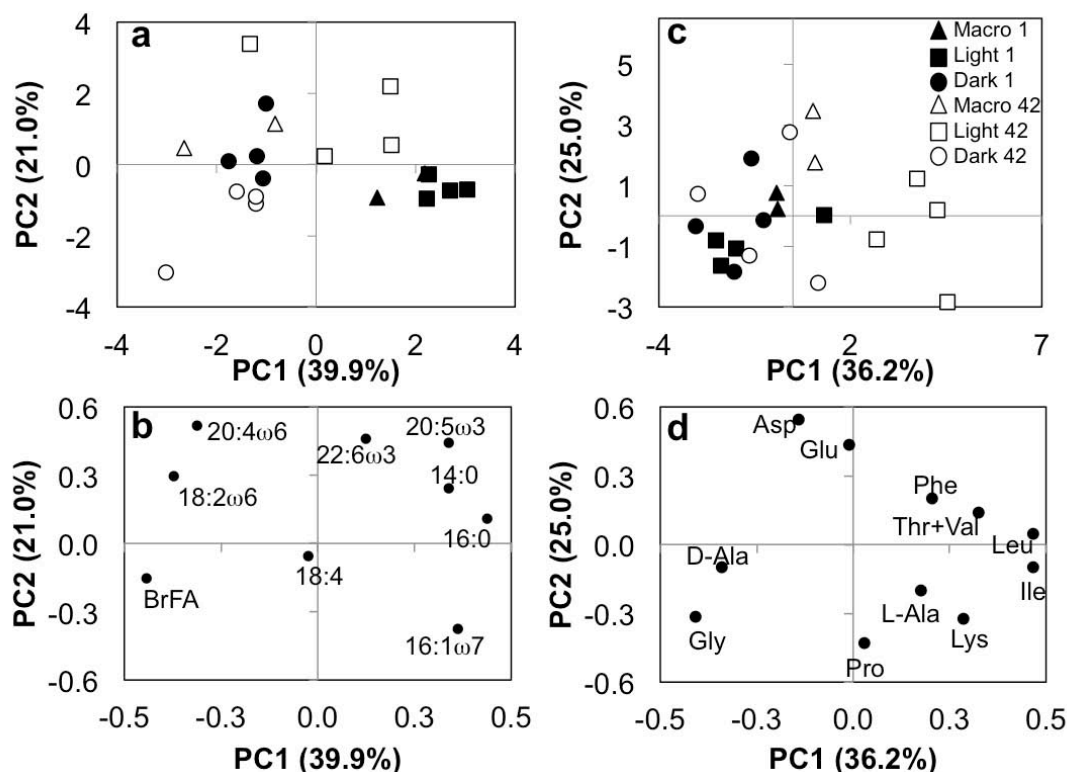 a
4
2
0
-2
-4
-4
-2
0
2
4
PC1 (39.9%)
PC2 (21.0%)
c
5
3
1
-1
-3
-4
2
7
PC1 (36.2%)
PC2 (25.0%)
Macro 1
Light 1
Dark 1
Macro 42
Light 42
Dark 42
b
0.6
0.3
0.0
-0.3
-0.6
-0.5
-0.3
0.0
0.3
0.5
PC1 (39.9%)
PC2 (21.0%)
20:4ω6
20:5ω3
22:6ω3
14:0
18:2ω6
16:0
18:4
BrFA
16:1ω7
d
0.6
0.3
0.0
-0.3
-0.6
-0.5
-0.3
0.0
0.3
0.5
PC1 (36.2%)
PC2 (25.0%)
Asp
Glu
Phe
Thr+Val
Leu
D-Ala
Ile
L-Ala
Gly
Lys
Pro